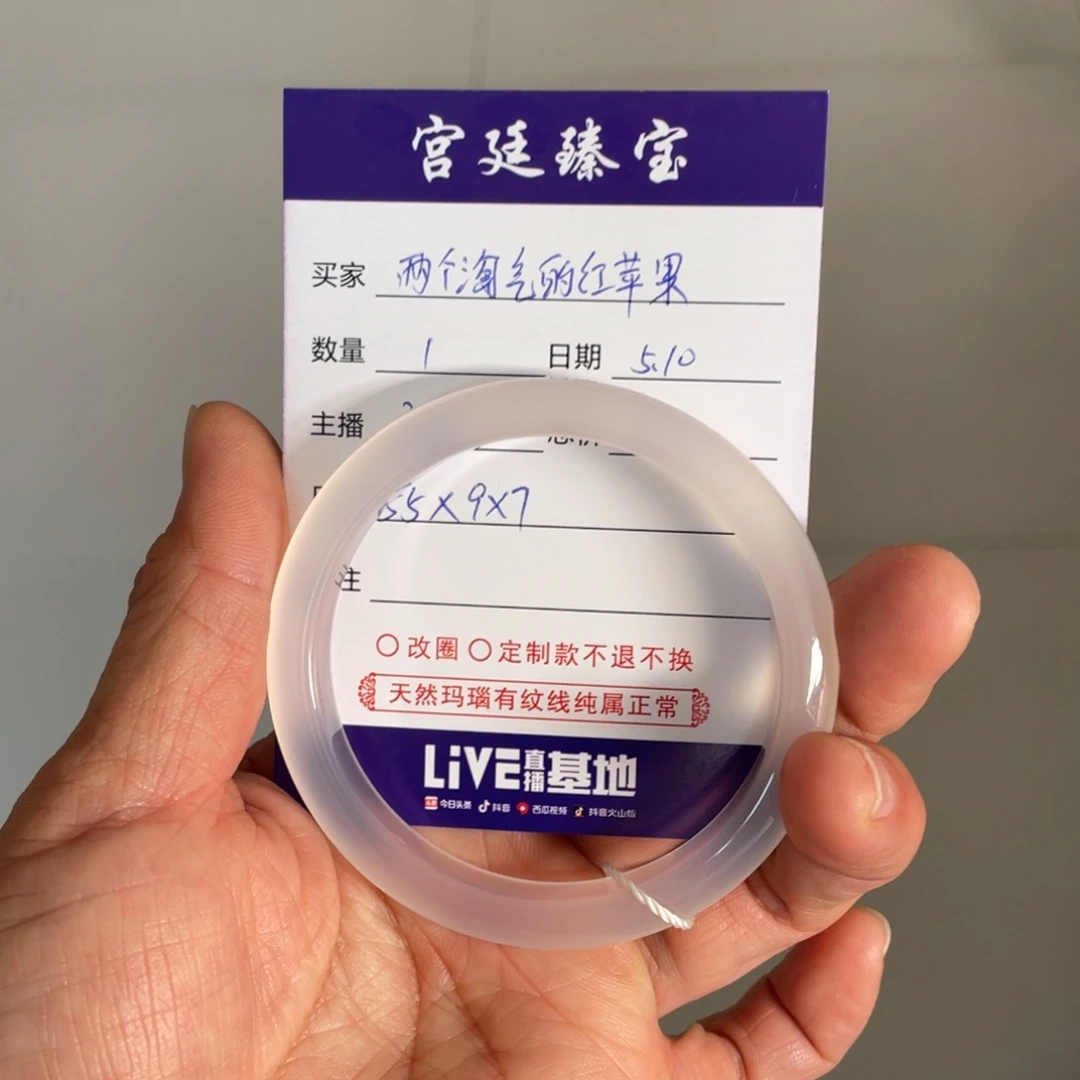 宫廷臻宝
买家 两个淘气的红苹果
数量 1 日期 5.10
主播
55×9×7
注
○改圈○定制款不退不换
天然玛瑙有纹线纯属正常
LiVE直播基地
今日头条 抖音 西瓜视频 抖音火山版